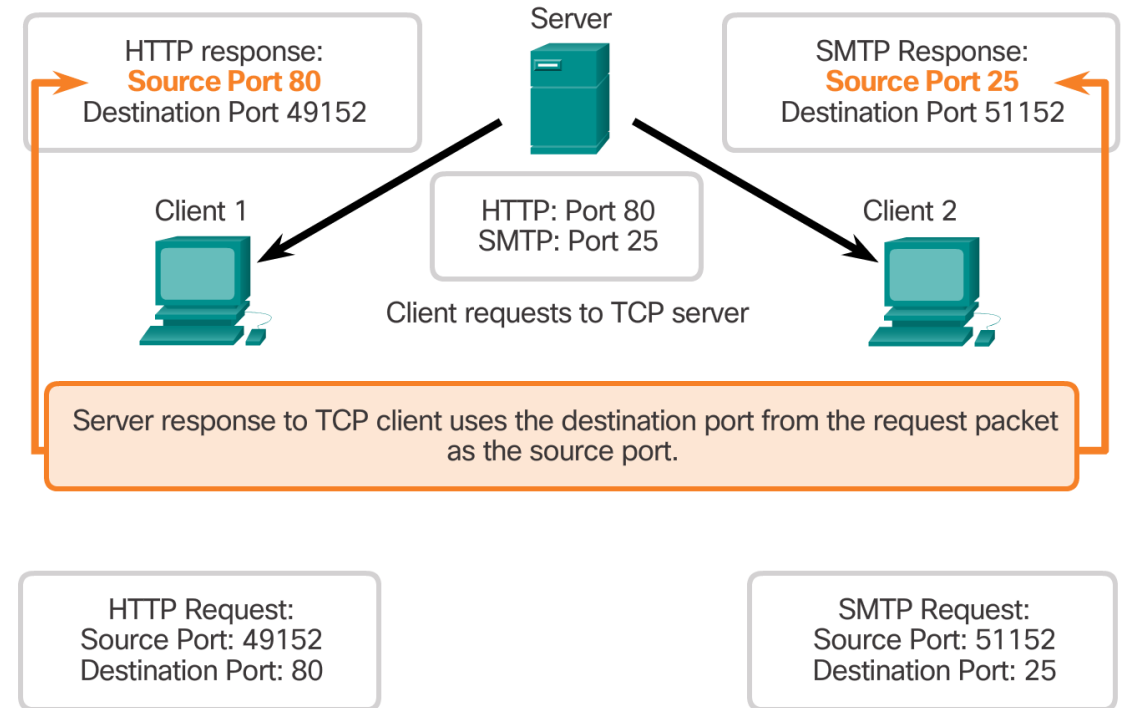 Server
HTTP response:
Source Port 80
Destination Port 49152
SMTP Response:
Source Port 25
Destination Port 51152
Client 1
HTTP: Port 80
SMTP: Port 25
Client 2
Client requests to TCP server
Server response to TCP client uses the destination port from the request packet
as the source port.
HTTP Request:
Source Port: 49152
Destination Port: 80
SMTP Request:
Source Port: 51152
Destination Port: 25